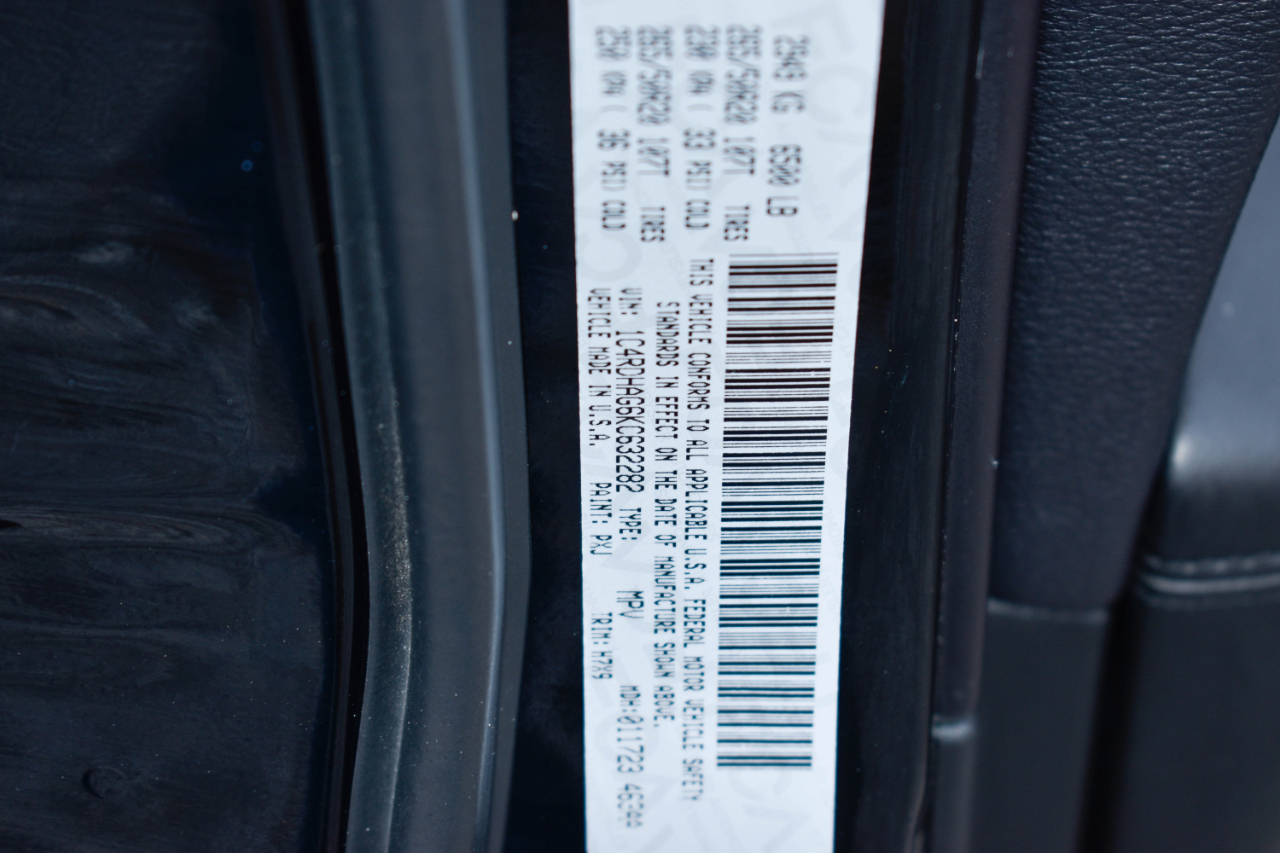 2949 KG 6500 LB
265/50R20 107T TIRES
230 KPA ( 33 PSI) COLD
265/50R20 107T TIRES
250 KPA ( 36 PSI) COLD
THIS VEHICLE CONFORMS TO ALL APPLICABLE U.S.A. FEDERAL MOTOR VEHICLE SAFETY
STANDARDS IN EFFECT ON THE DATE OF MANUFACTURE SHOWN ABOVE.
VIN: 1C4RDHAG6KC632282 TYPE: MPV MDH:011723
VEHICLE MADE IN U.S.A. PAINT: PXJ TRIM:H7X9